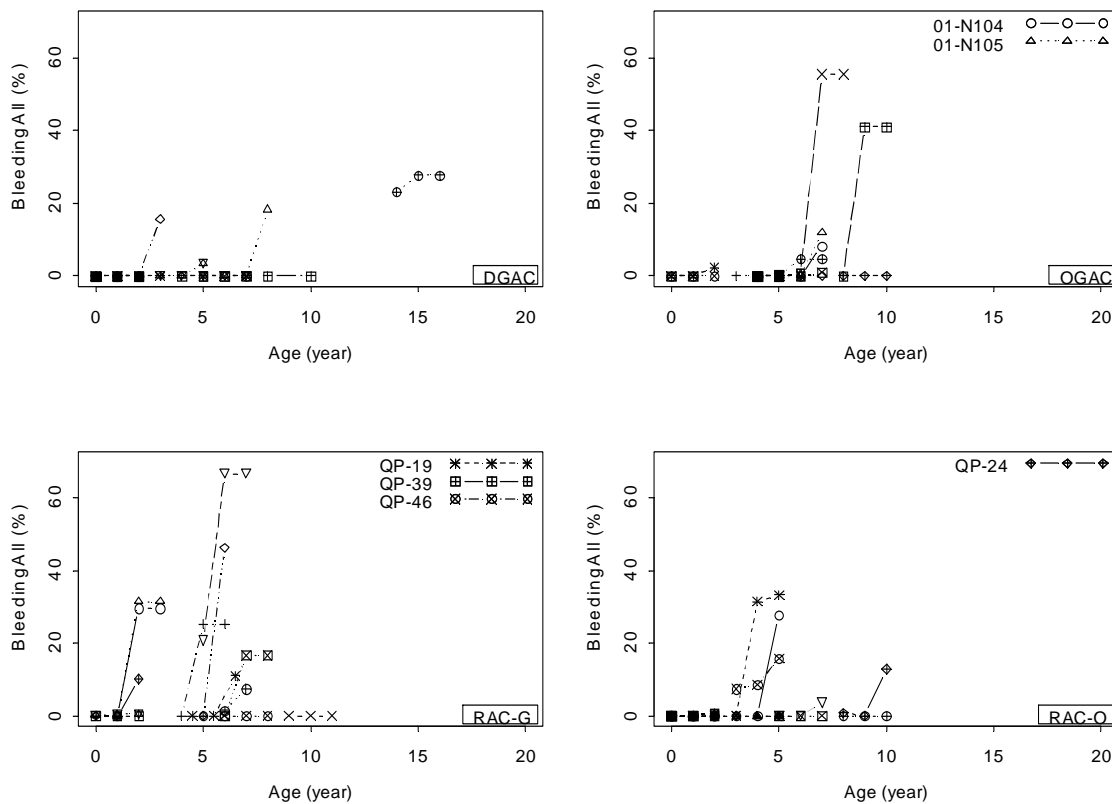 01-N104
01-N105
BleedingAll (%)
60
40
20
0
DGAC
0 5 10 15 20
Age (year)
BleedingAll (%)
60
40
20
0
OGAC
0 5 10 15 20
Age (year)
QP-19
QP-39
QP-46
BleedingAll (%)
60
40
20
0
RAC-G
0 5 10 15 20
Age (year)
QP-24
BleedingAll (%)
60
40
20
0
RAC-O
0 5 10 15 20
Age (year)